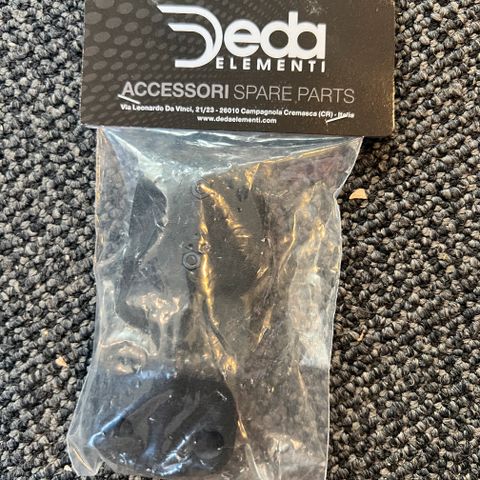 Deda
ELEMENTI
ACCESSORI SPARE PARTS
Via Leonardo Da Vinci, 21/23 - 26010 Campagnola Cremasca (CR) - Italia
www.dedaelementi.com